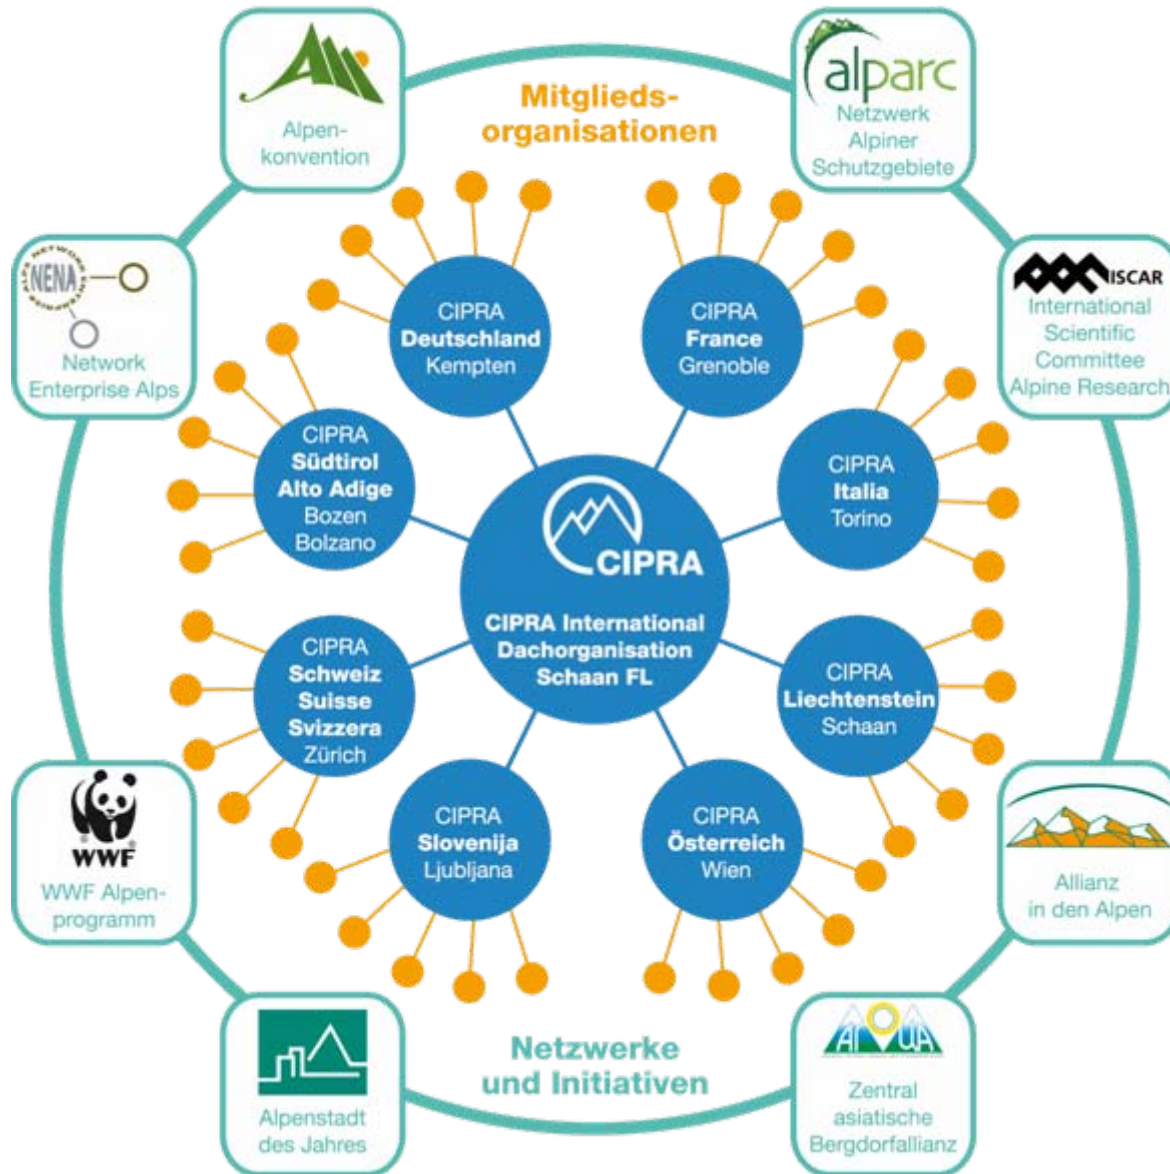 Alpen-
konvention
alparc
Netzwerk
Alpiner
Schutzgebiete
Mitglieds-
organisationen
NENA
ALPS NETWORK ENTERPRISE
Network
Enterprise Alps
ISCAR
International
Scientific
Committee
Alpine Research
CIPRA
Deutschland
Kempten
CIPRA
France
Grenoble
CIPRA
Südtirol
Alto Adige
Bozen
Bolzano
CIPRA
Italia
Torino
CIPRA
CIPRA International
Dachorganisation
Schaan FL
CIPRA
Schweiz
Suisse
Svizzera
Zürich
CIPRA
Liechtenstein
Schaan
CIPRA
Slovenija
Ljubljana
CIPRA
Österreich
Wien
WWF
WWF Alpen-
programm
Allianz
in den Alpen
Alpenstadt
des Jahres
Netzwerke
und Initiativen
Zentral
asiatische
Bergdorfallianz